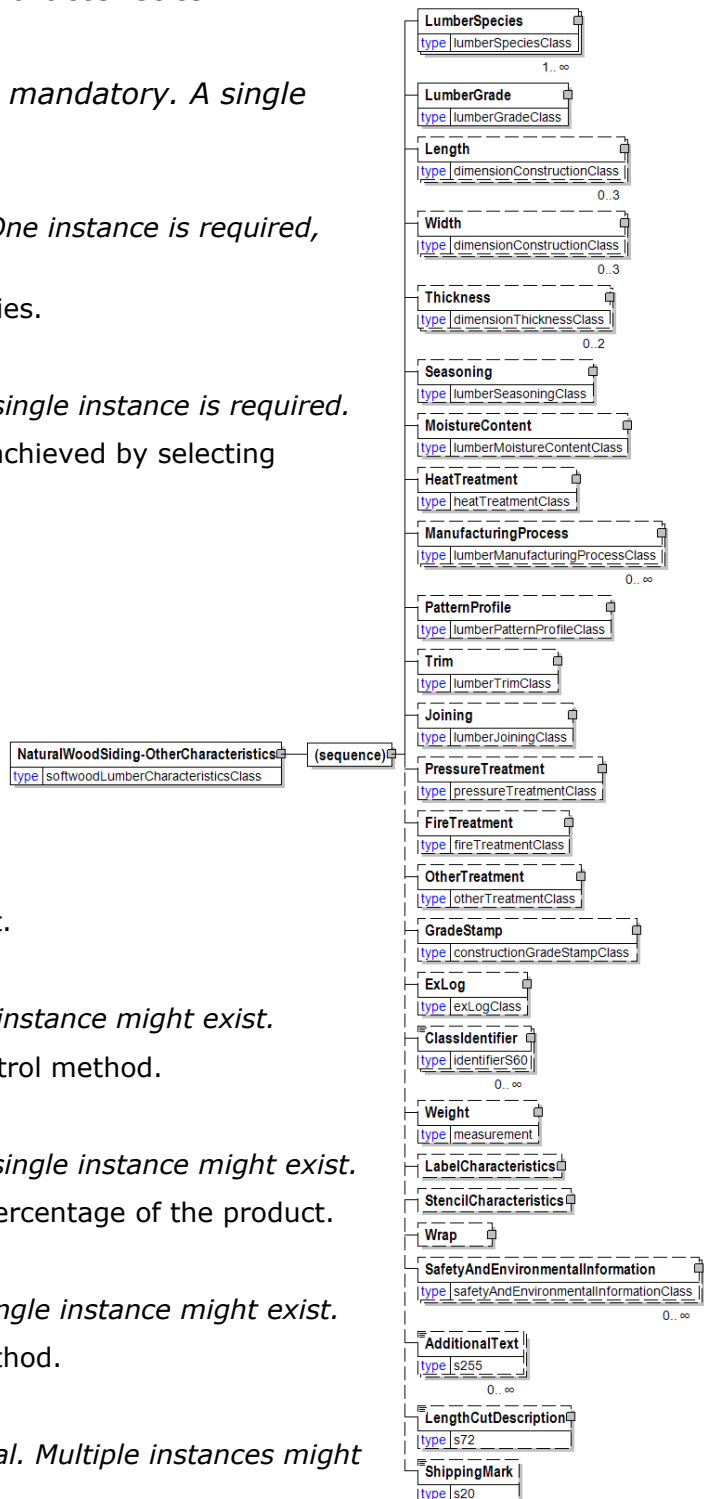 mandatory. A single
One instance is required,
ies.
single instance is required.
achieved by selecting
t.
instance might exist.
trol method.
single instance might exist.
ercentage of the product.
ngle instance might exist.
thod.
al. Multiple instances might
NaturalWoodSiding-OtherCharacteristics
type softwoodLumberCharacteristicsClass
(sequence)
LumberSpecies
type lumberSpeciesClass
1.. ∞
LumberGrade
type lumberGradeClass
Length
type dimensionConstructionClass
0..3
Width
type dimensionConstructionClass
0..3
Thickness
type dimensionThicknessClass
0..2
Seasoning
type lumberSeasoningClass
MoistureContent
type lumberMoistureContentClass
HeatTreatment
type heatTreatmentClass
ManufacturingProcess
type lumberManufacturingProcessClass
0.. ∞
PatternProfile
type lumberPatternProfileClass
Trim
type lumberTrimClass
Joining
type lumberJoiningClass
PressureTreatment
type pressureTreatmentClass
FireTreatment
type fireTreatmentClass
OtherTreatment
type otherTreatmentClass
GradeStamp
type constructionGradeStampClass
ExLog
type exLogClass
ClassIdentifier
type identifierS60
0.. ∞
Weight
type measurement
LabelCharacteristics
StencilCharacteristics
Wrap
SafetyAndEnvironmentalInformation
type safetyAndEnvironmentalInformationClass
0.. ∞
AdditionalText
type s255
0.. ∞
LengthCutDescription
type s72
ShippingMark
type s20